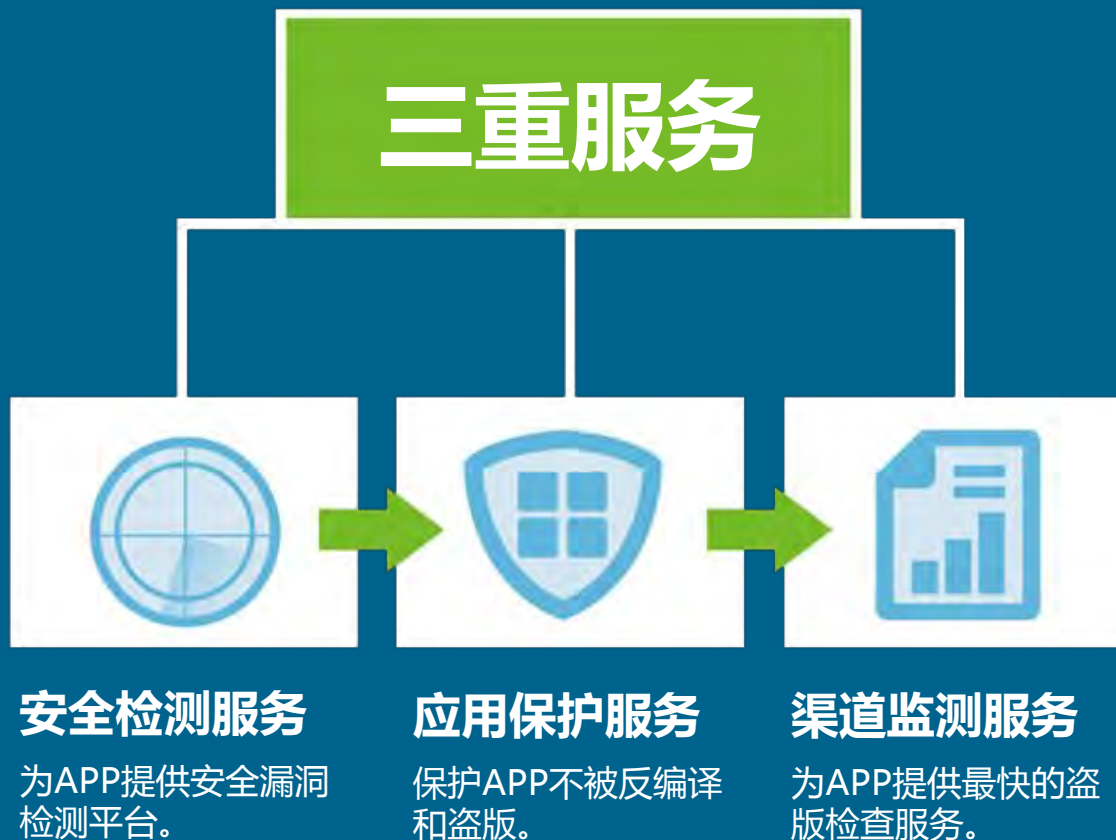 三重服务
安全检测服务
为APP提供安全漏洞
检测平台。
应用保护服务
保护APP不被反编译
和盗版。
渠道监测服务
为APP提供最快的盗
版检查服务。